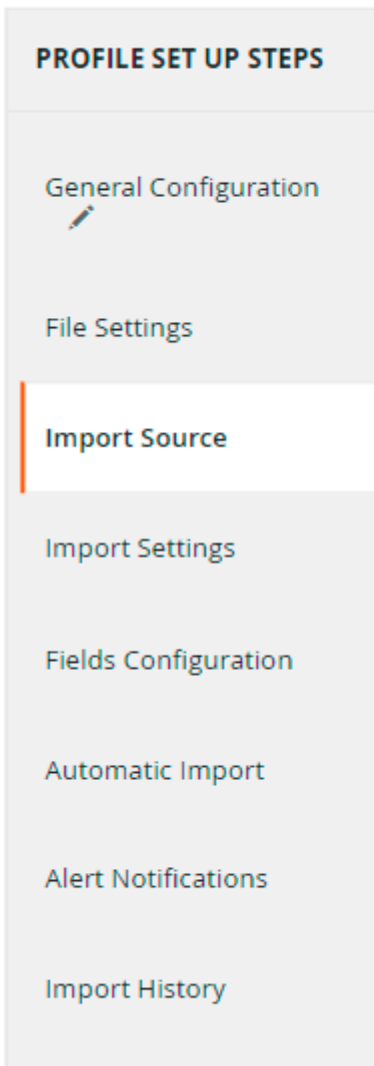 PROFILE SET UP STEPS
General Configuration
File Settings
Import Source
Import Settings
Fields Configuration
Automatic Import
Alert Notifications
Import History